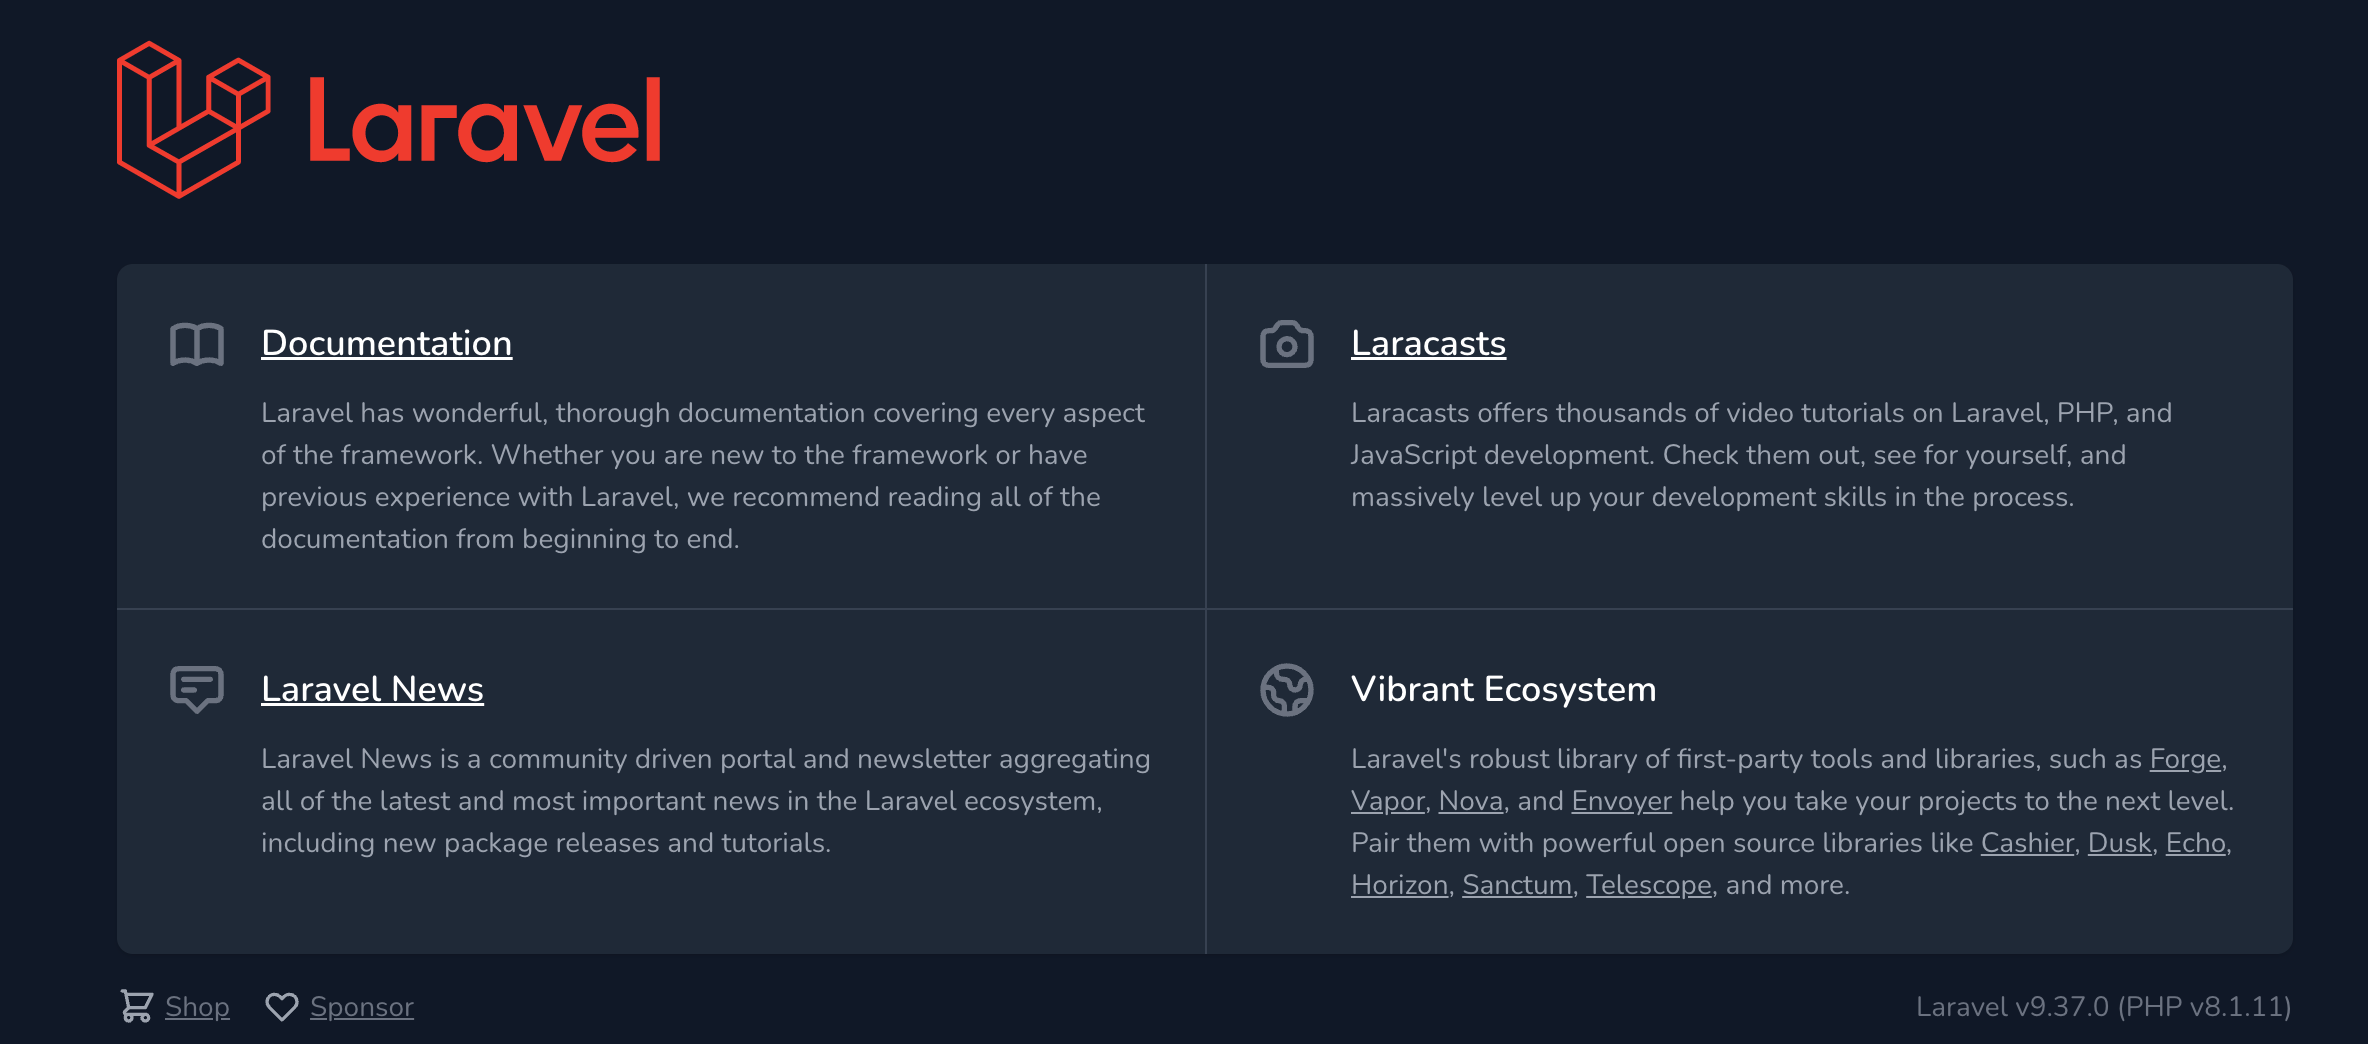 Laravel
Documentation
Laravel has wonderful, thorough documentation covering every aspect
of the framework. Whether you are new to the framework or have
previous experience with Laravel, we recommend reading all of the
documentation from beginning to end.
Laracasts
Laracasts offers thousands of video tutorials on Laravel, PHP, and
JavaScript development. Check them out, see for yourself, and
massively level up your development skills in the process.
Laravel News
Laravel News is a community driven portal and newsletter aggregating
all of the latest and most important news in the Laravel ecosystem,
including new package releases and tutorials.
Vibrant Ecosystem
Laravel's robust library of first-party tools and libraries, such as Forge,
Vapor, Nova, and Envoyer help you take your projects to the next level.
Pair them with powerful open source libraries like Cashier, Dusk, Echo,
Horizon, Sanctum, Telescope, and more.
Shop
Sponsor
Laravel v9.37.0 (PHP v8.1.11)